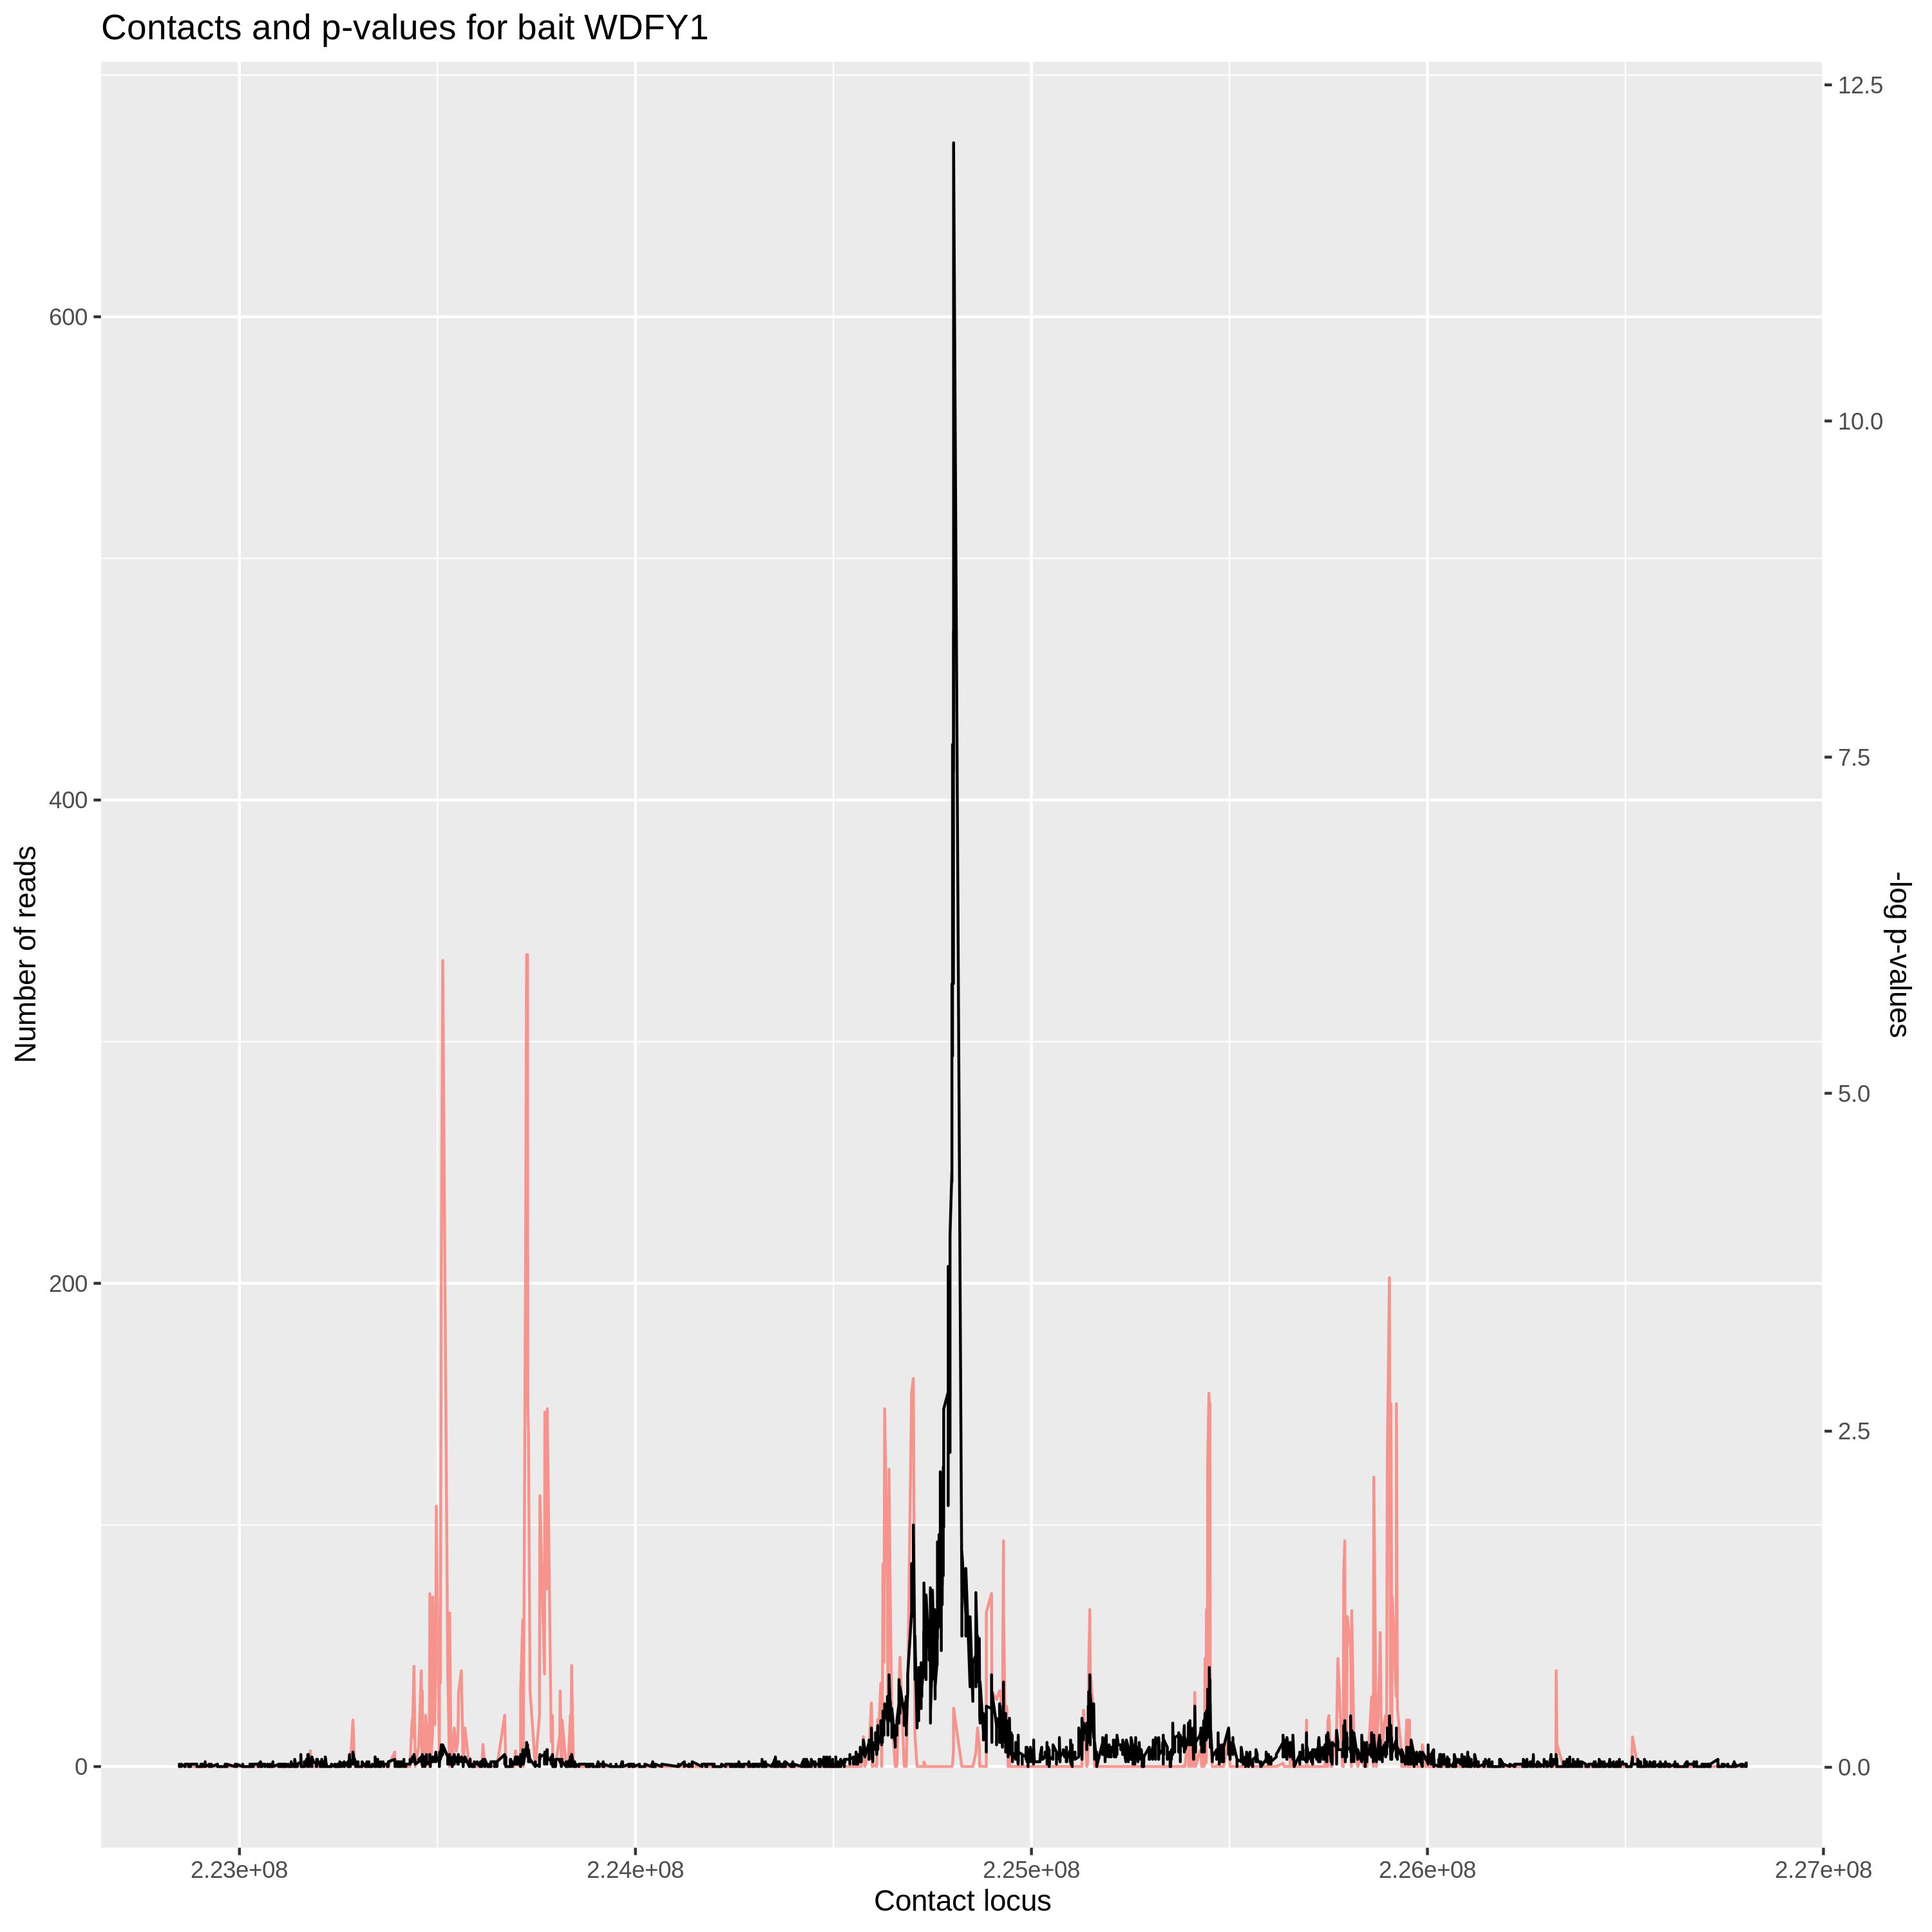 Contacts and p-values for bait WDFY1
Number of reads
600
400
200
0
12.5
10.0
7.5
5.0
2.5
0.0
-log p-values
2.23e+08
2.24e+08
2.25e+08
2.26e+08
2.27e+08
Contact locus